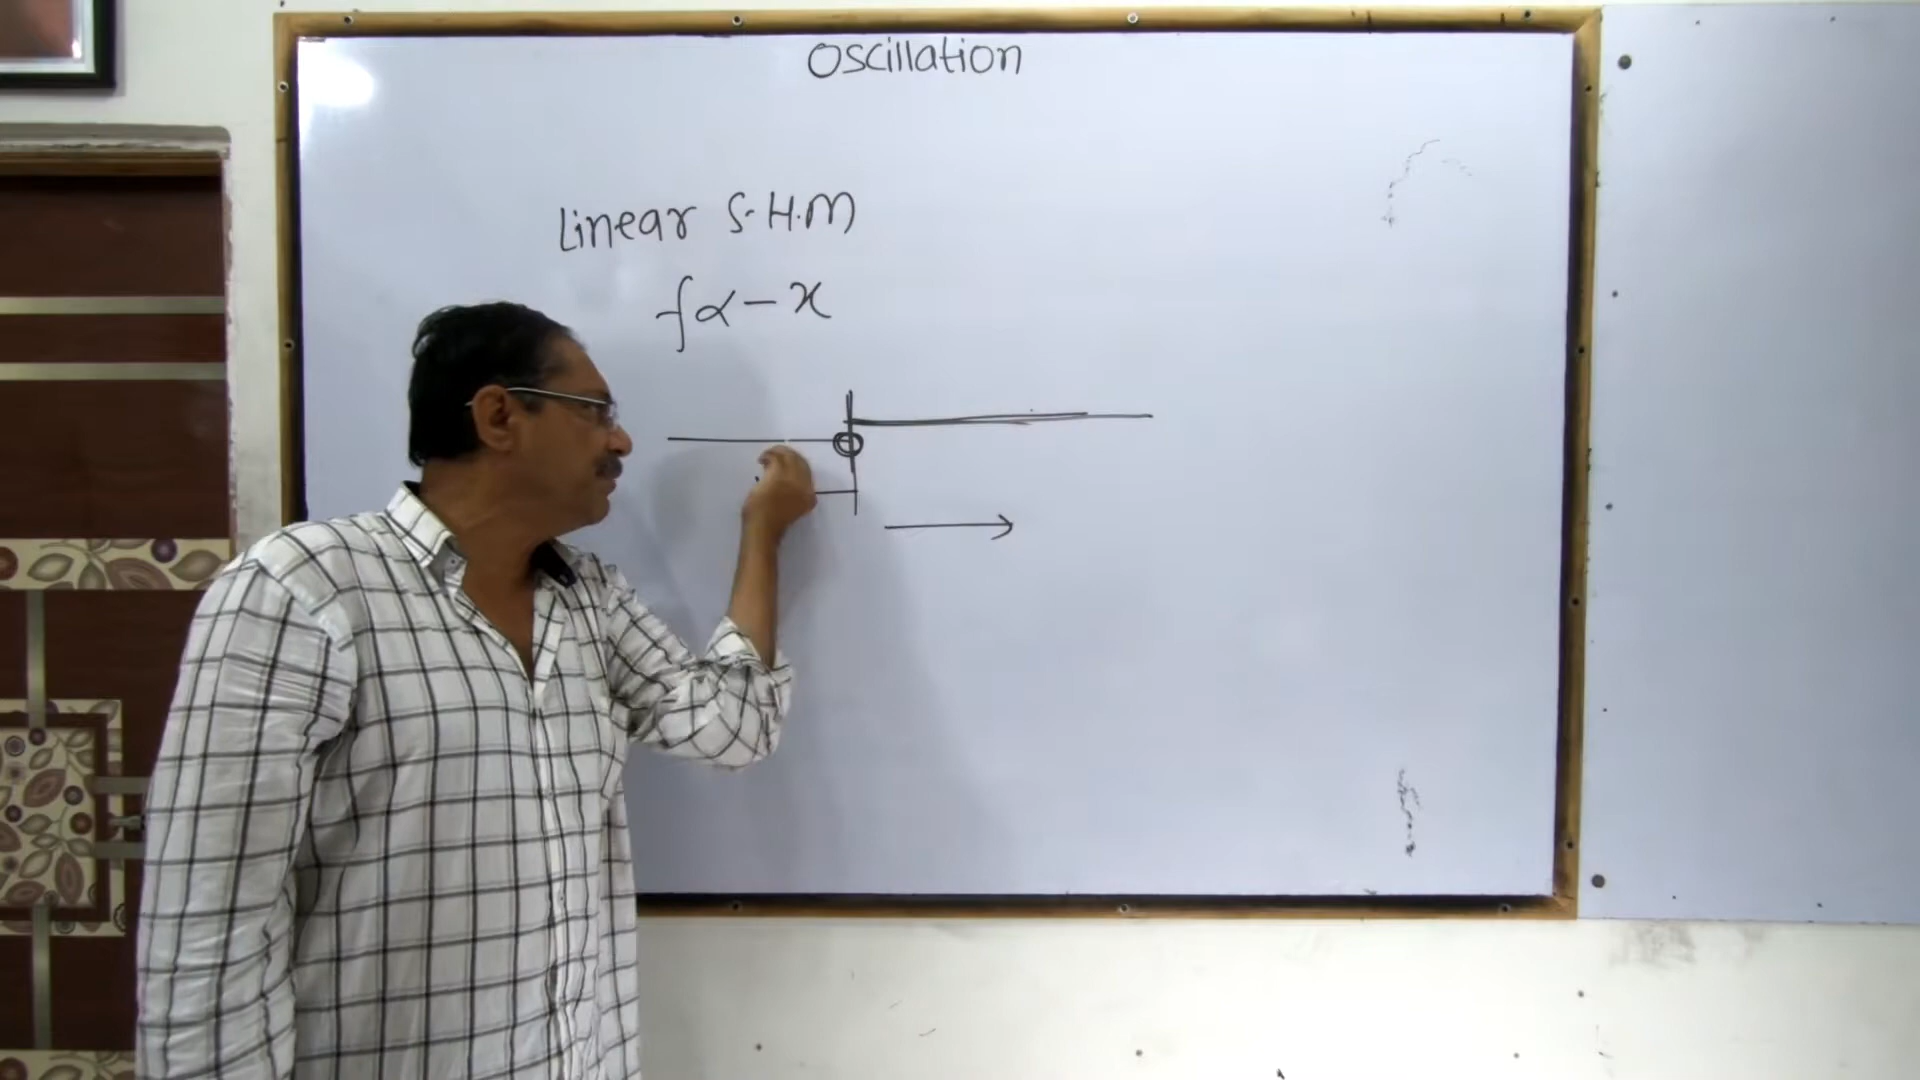 Oscillation
Linear S.H.M
f α - x